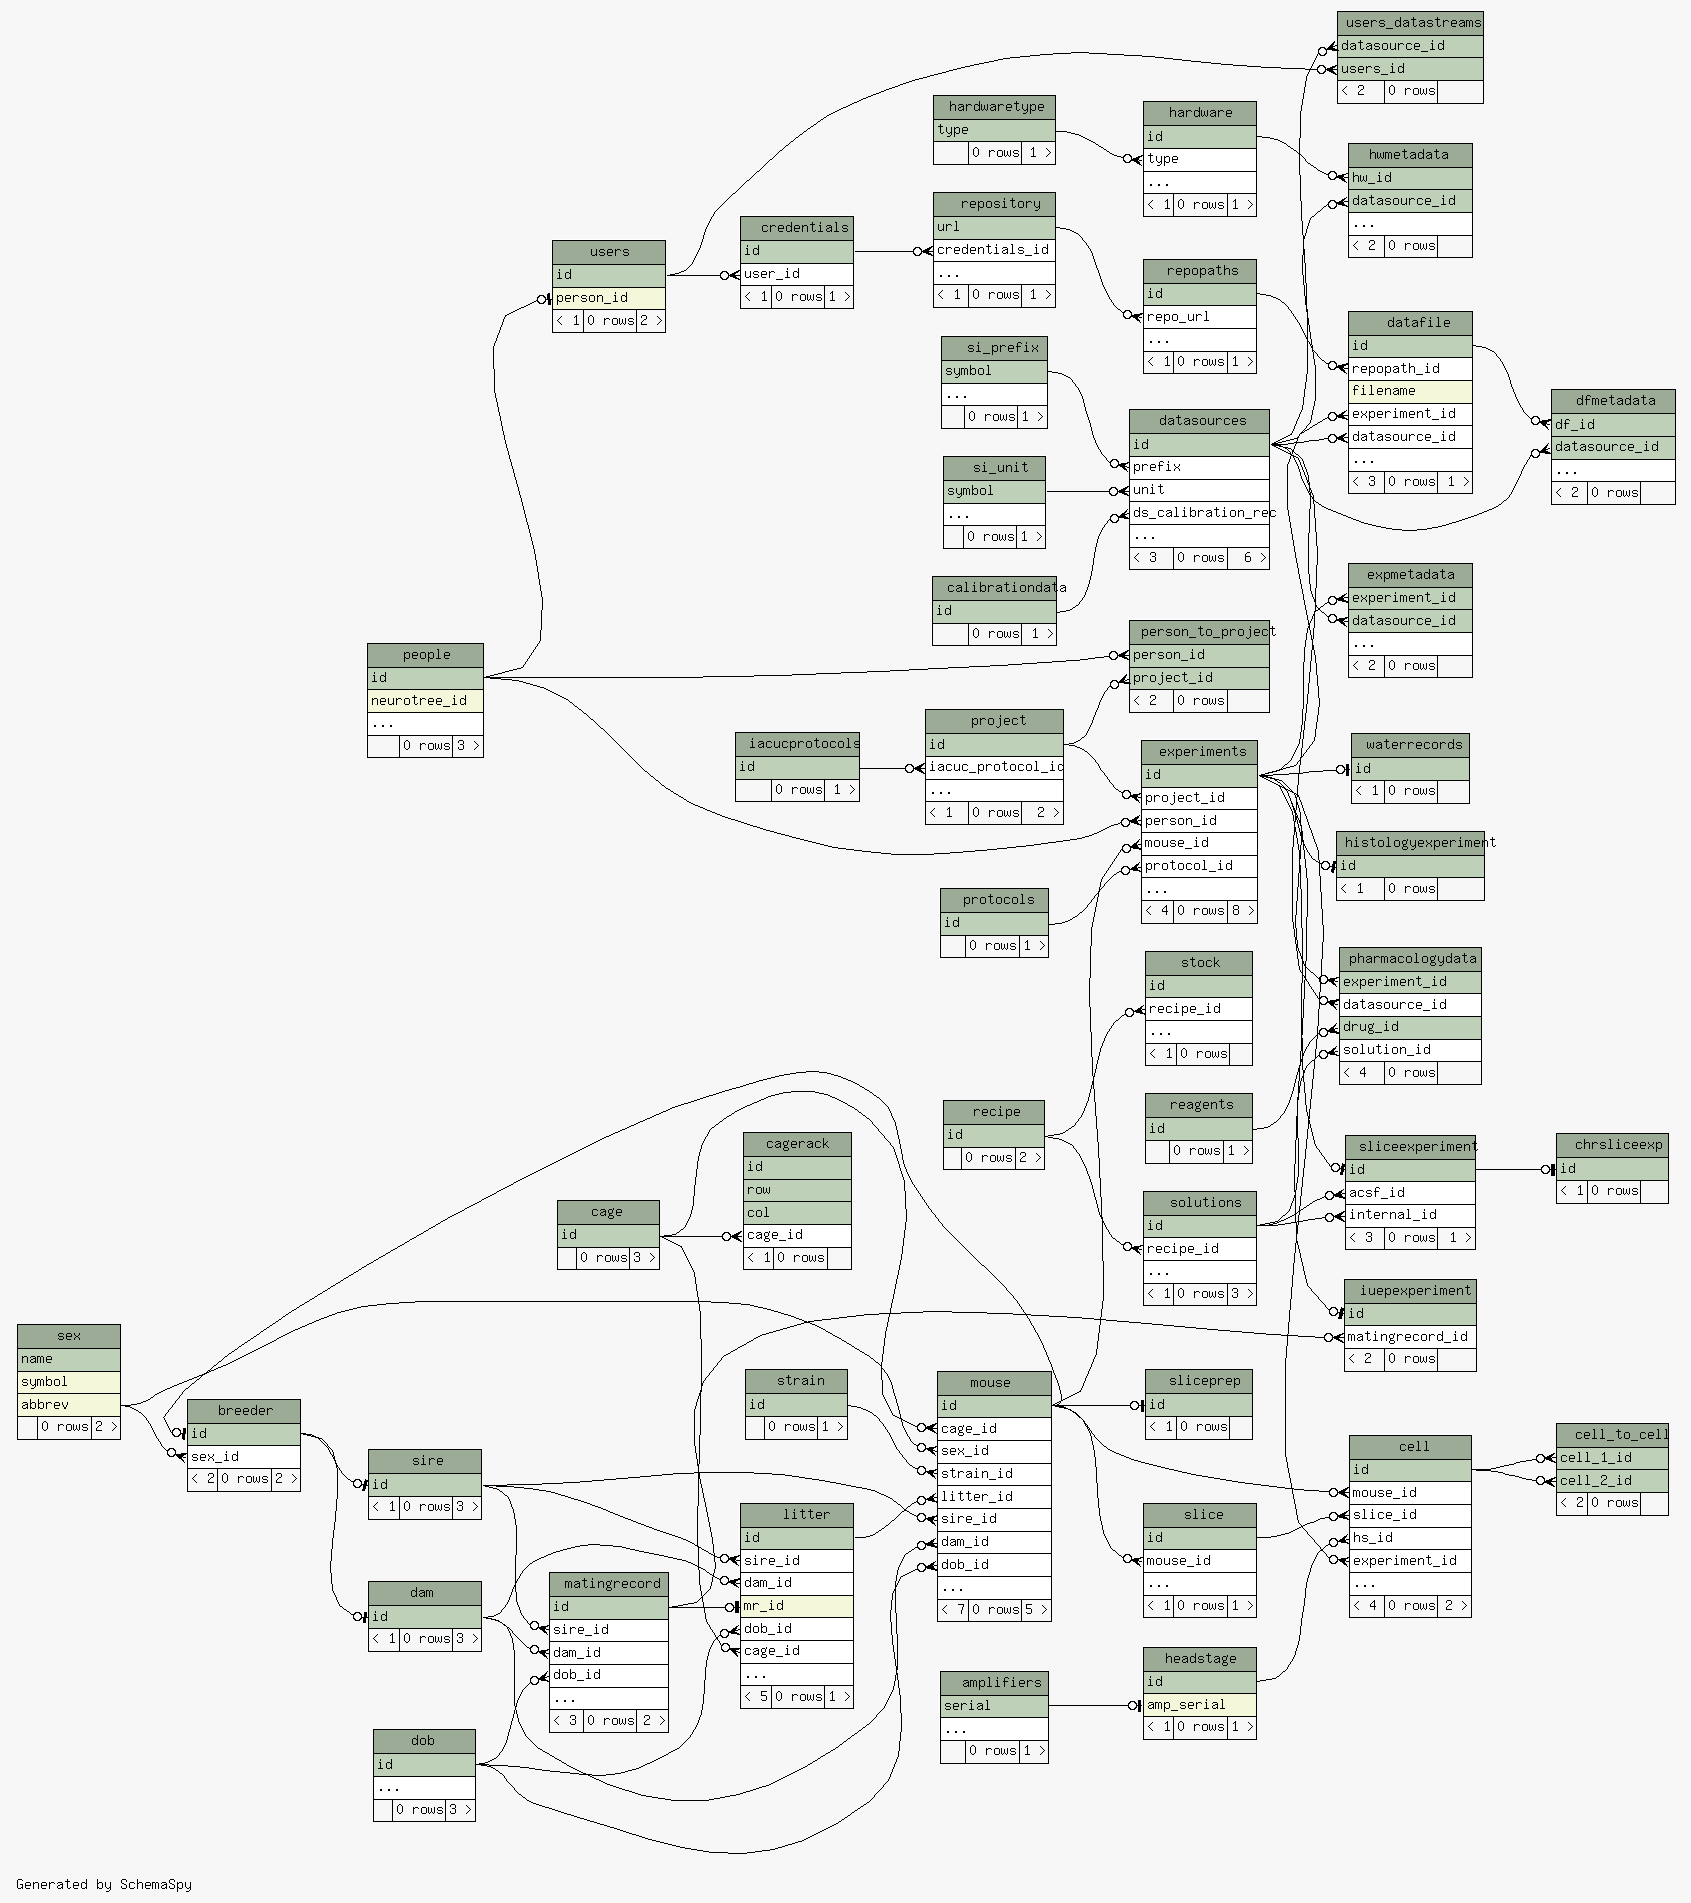 users_datastreams
datasource_id
users_id
< 2 0 rows
hardwaretype
type
0 rows 1 >
hardware
id
type
...
< 1 0 rows 1 >
hwmetadata
hw_id
datasource_id
...
< 2 0 rows
users
id
person_id
< 1 0 rows 2 >
credentials
id
user_id
< 1 0 rows 1 >
repository
url
credentials_id
...
< 1 0 rows 1 >
repopaths
id
repo_url
...
< 1 0 rows 1 >
datafile
id
repopath_id
filename
experiment_id
datasource_id
...
< 3 0 rows 1 >
dfmetadata
df_id
datasource_id
...
< 2 0 rows
si_prefix
symbol
...
0 rows 1 >
datasources
id
prefix
unit
ds_calibration_rec
...
< 3 0 rows 6 >
si_unit
symbol
...
0 rows 1 >
calibrationdata
id
0 rows 1 >
expmetadata
experiment_id
datasource_id
...
< 2 0 rows
people
id
neurotree_id
...
0 rows 3 >
person_to_project
person_id
project_id
< 2 0 rows
iacucprotocols
id
0 rows 1 >
project
id
iacuc_protocol_id
...
< 1 0 rows 2 >
experiments
id
project_id
person_id
mouse_id
protocol_id
...
< 4 0 rows 8 >
waterrecords
id
< 1 0 rows
histologyexperiment
id
< 1 0 rows
protocols
id
0 rows 1 >
stock
id
recipe_id
...
< 1 0 rows
pharmacologydata
experiment_id
datasource_id
drug_id
solution_id
< 4 0 rows
recipe
id
0 rows 2 >
reagents
id
0 rows 1 >
sliceexperiment
id
acsf_id
internal_id
< 3 0 rows 1 >
chrsliceexp
id
< 1 0 rows
cage
id
0 rows 3 >
cagerack
id
row
col
cage_id
< 1 0 rows
solutions
id
recipe_id
...
< 1 0 rows 3 >
iuepexperiment
id
matingrecord_id
< 2 0 rows
sex
name
symbol
abbrev
0 rows 2 >
breeder
id
sex_id
< 2 0 rows 2 >
sire
id
< 1 0 rows 3 >
strain
id
0 rows 1 >
mouse
id
cage_id
sex_id
strain_id
litter_id
sire_id
dam_id
dob_id
...
< 7 0 rows 5 >
sliceprep
id
< 1 0 rows
cell
id
mouse_id
slice_id
hs_id
experiment_id
...
< 4 0 rows 2 >
cell_to_cell
cell_1_id
cell_2_id
< 2 0 rows
dam
id
< 1 0 rows 3 >
matingrecord
id
sire_id
dam_id
dob_id
...
< 3 0 rows 2 >
litter
id
sire_id
dam_id
mr_id
dob_id
cage_id
...
< 5 0 rows 1 >
slice
id
mouse_id
...
< 1 0 rows 1 >
headstage
id
amp_serial
< 1 0 rows 1 >
amplifiers
serial
...
0 rows 1 >
dob
id
...
0 rows 3 >
Generated by SchemaSpy